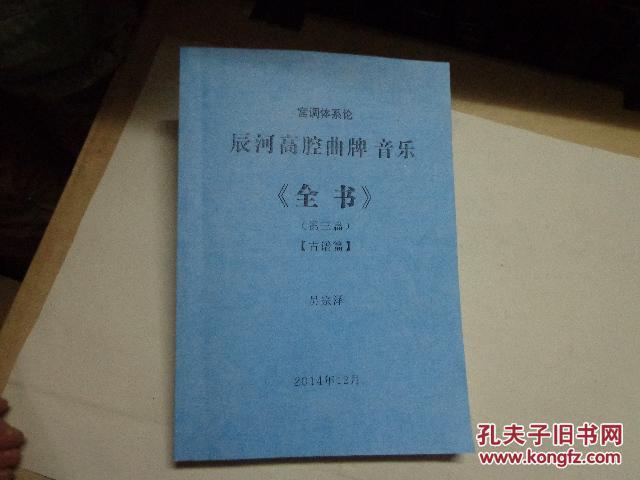 宫调体系论
辰河高腔曲牌音乐
《全书》
（第三篇）
【古谱篇】
吴宗泽
2014年12月
孔夫子旧书网
www.kongfz.com